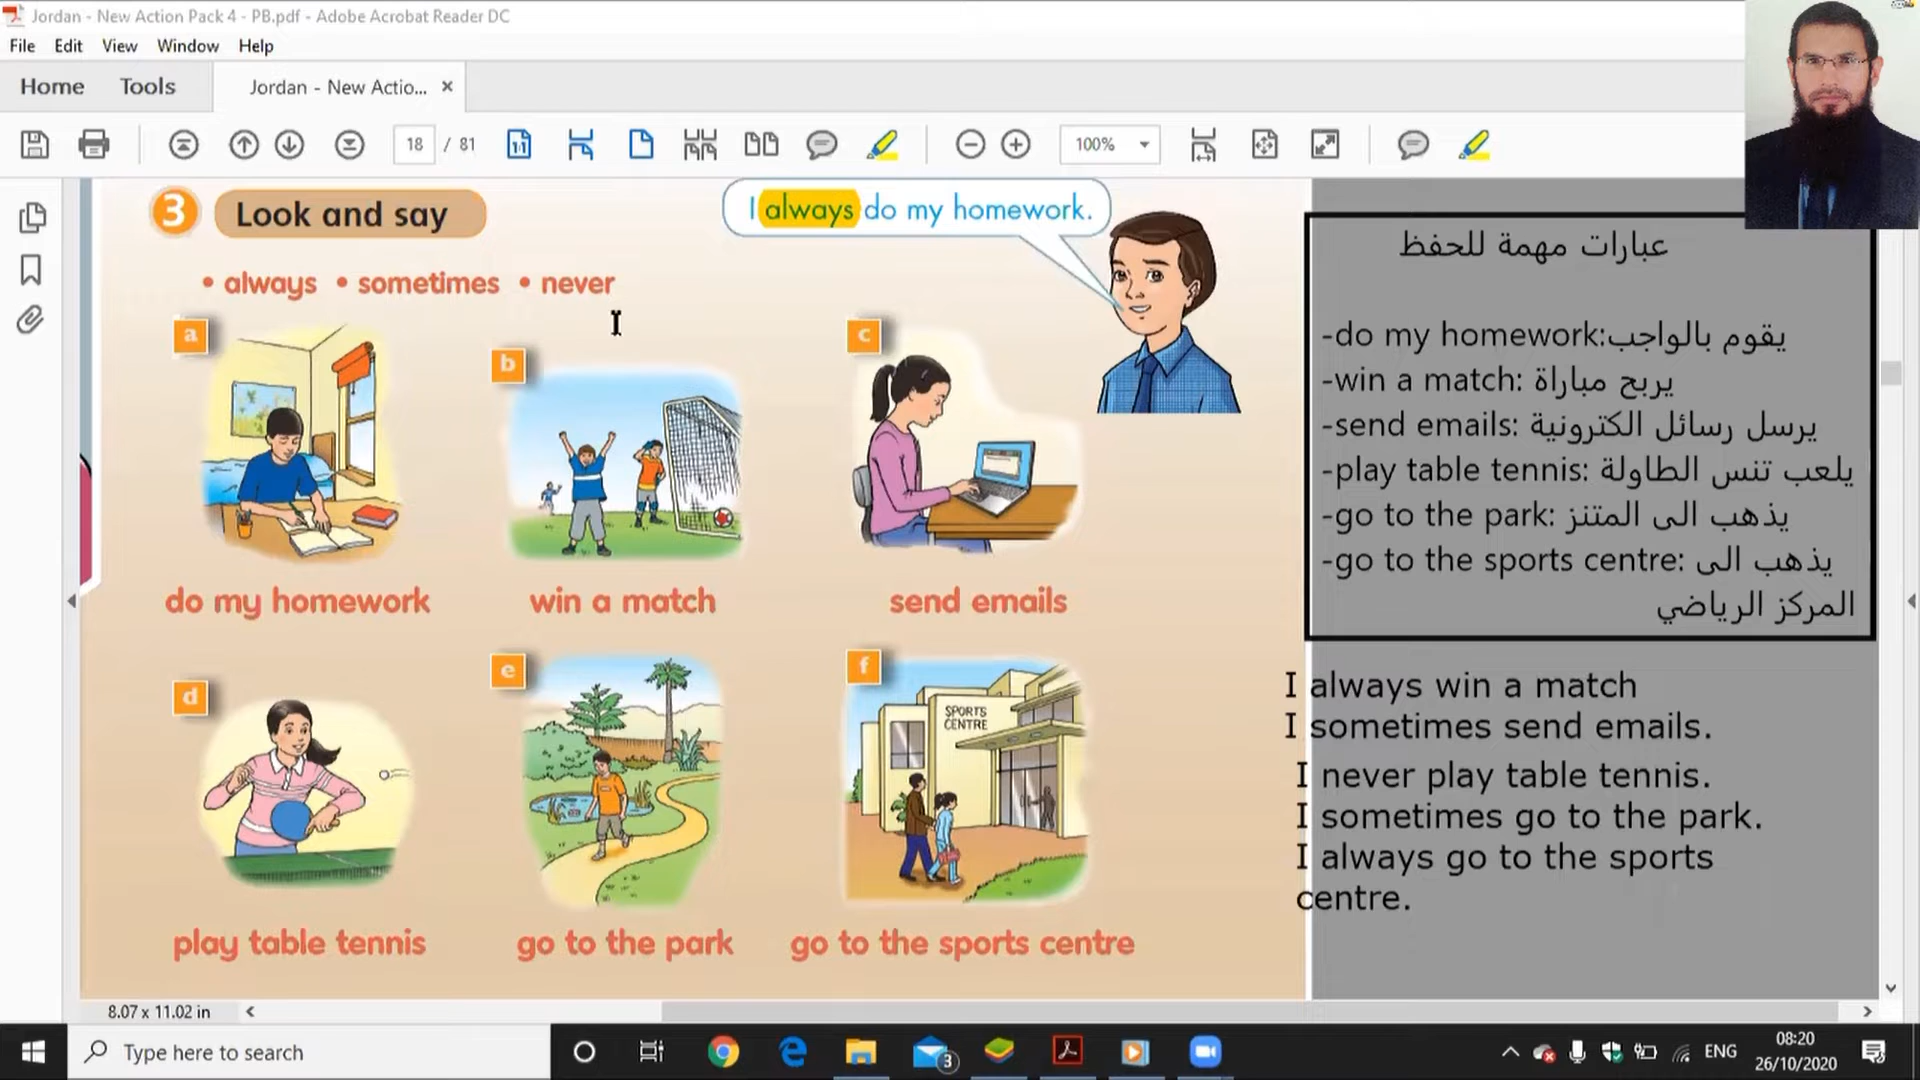 Jordan - New Action Pack 4 - PB.pdf - Adobe Acrobat Reader DC
File Edit View Window Help
Home Tools Jordan - New Actio... ×
18 / 81 1:1 100%
3 Look and say
I always do my homework.
• always • sometimes • never
a
b
c
do my homework
win a match
send emails
d
e
f
SPORTS
CENTRE
play table tennis
go to the park
go to the sports centre
عبارات مهمة للحفظ
-do my homework:يقوم بالواجب
-win a match: يربح مباراة
-send emails: يرسل رسائل الكترونية
-play table tennis: يلعب تنس الطاولة
-go to the park: يذهب الى المتنز
-go to the sports centre: يذهب الى
المركز الرياضي
I always win a match
I sometimes send emails.
I never play table tennis.
I sometimes go to the park.
I always go to the sports
centre.
8.07 x 11.02 in
Type here to search
3
ENG
08:20
26/10/2020